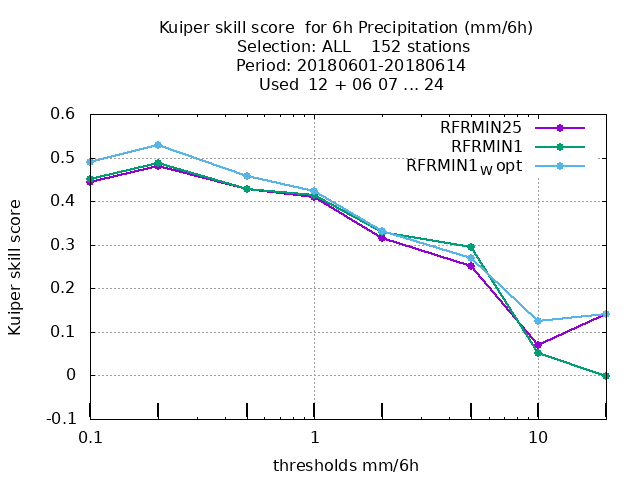 Kuiper skill score  for 6h Precipitation (mm/6h)
Selection: ALL    152 stations
Period: 20180601-20180614
Used  12 + 06 07 ... 24
RFRMIN25
RFRMIN1
RFRMIN1W opt
Kuiper skill score
0.6
0.5
0.4
0.3
0.2
0.1
0
-0.1
0.1 1 10
thresholds mm/6h